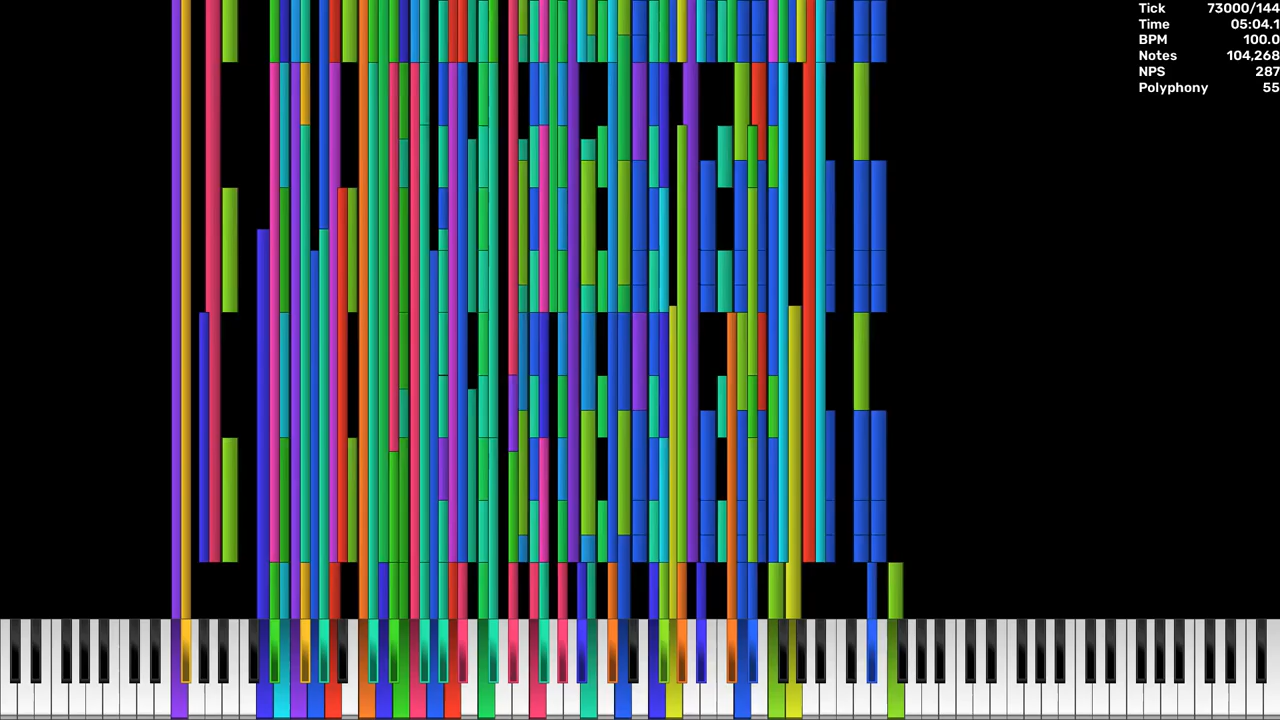 Tick 73000/144
Time 05:04.1
BPM 100.0
Notes 104,268
NPS 287
Polyphony 55